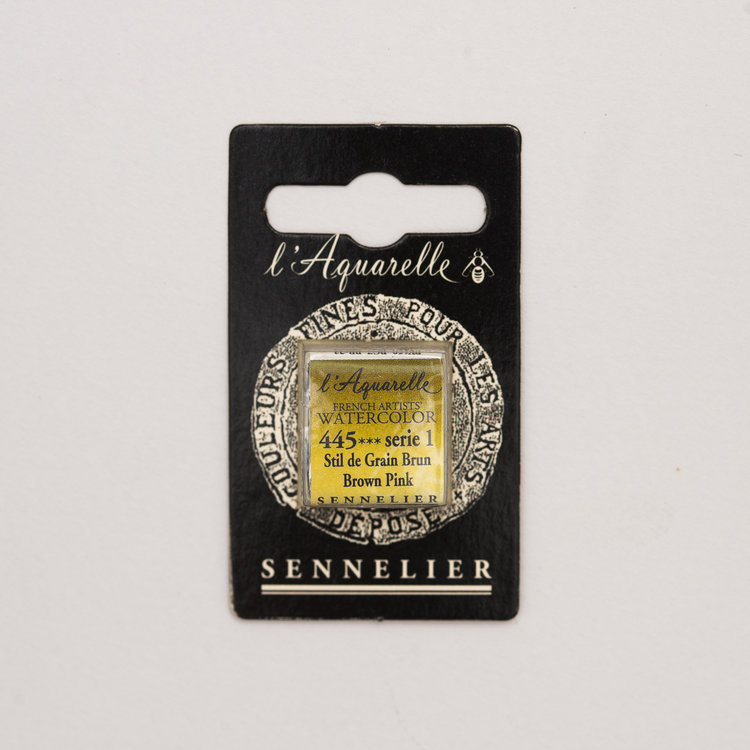 l'Aquarelle
COULEURS FINES POUR LES ARTS
DÉPOSÉ
l'Aquarelle
FRENCH ARTISTS'
WATERCOLOR
445*** serie 1
Stil de Grain Brun
Brown Pink
SENNELIER
SENNELIER